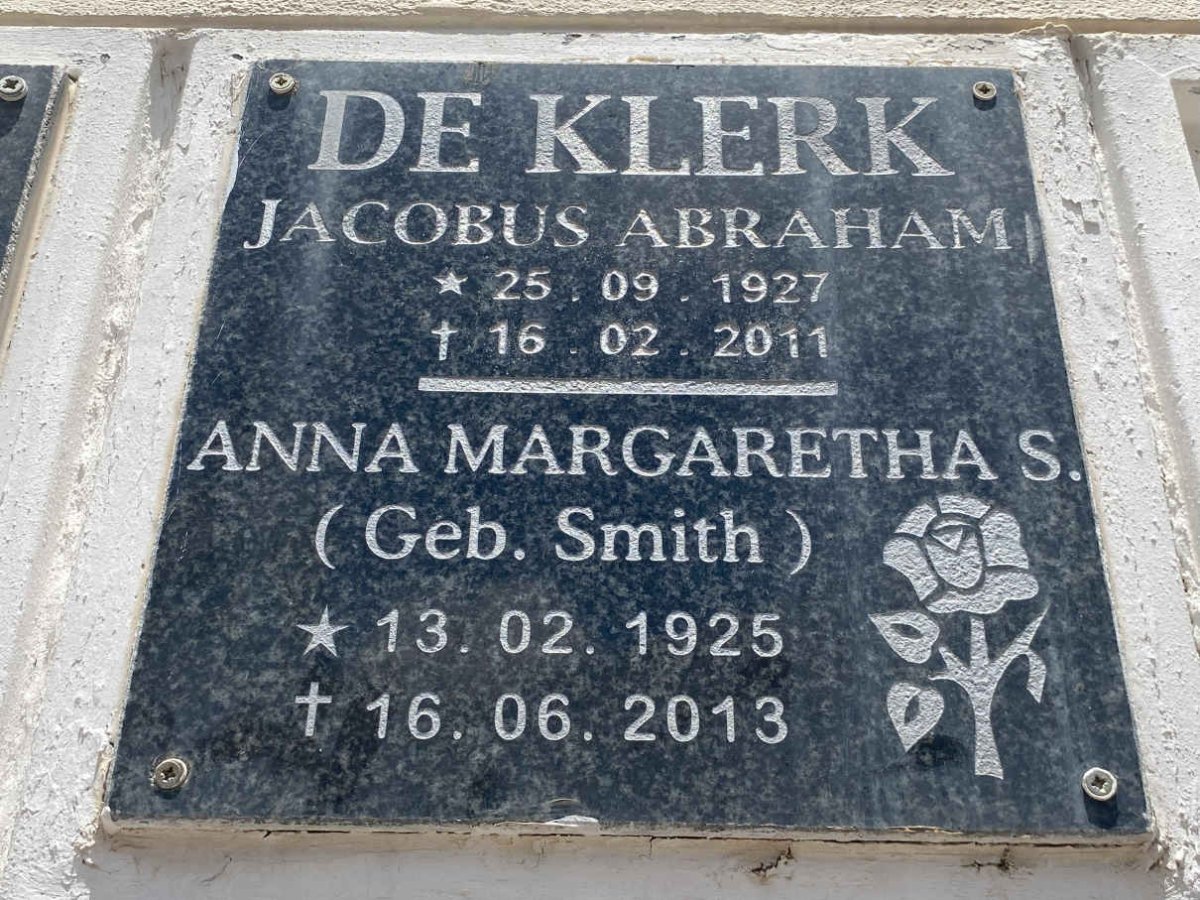 DE KLERK
JACOBUS ABRAHAM
★ 25 . 09 . 1927
† 16 . 02 . 2011
ANNA MARGARETHA S.
( Geb. Smith )
★ 13. 02. 1925
† 16. 06. 2013